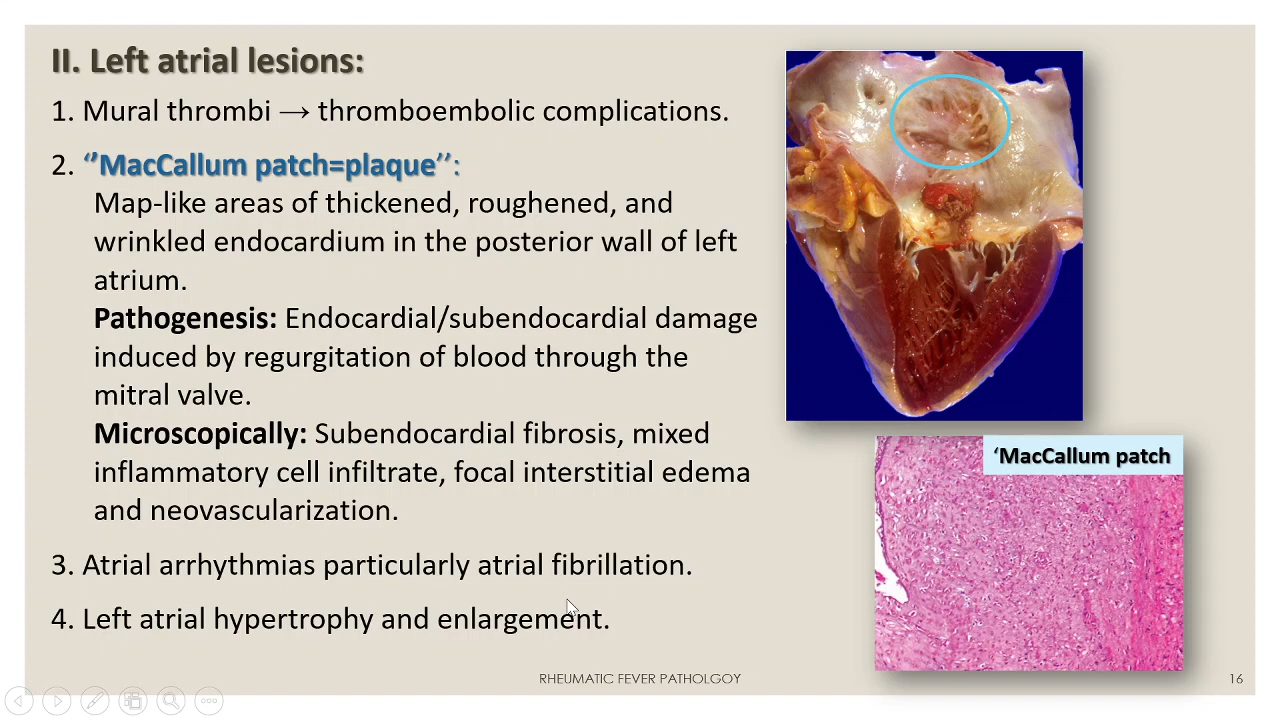 II. Left atrial lesions:
1. Mural thrombi → thromboembolic complications.
2. ‘’MacCallum patch=plaque’’:
Map-like areas of thickened, roughened, and
wrinkled endocardium in the posterior wall of left
atrium.
Pathogenesis: Endocardial/subendocardial damage
induced by regurgitation of blood through the
mitral valve.
Microscopically: Subendocardial fibrosis, mixed
inflammatory cell infiltrate, focal interstitial edema
and neovascularization.
3. Atrial arrhythmias particularly atrial fibrillation.
4. Left atrial hypertrophy and enlargement.
‘MacCallum patch
RHEUMATIC FEVER PATHOLGOY
16